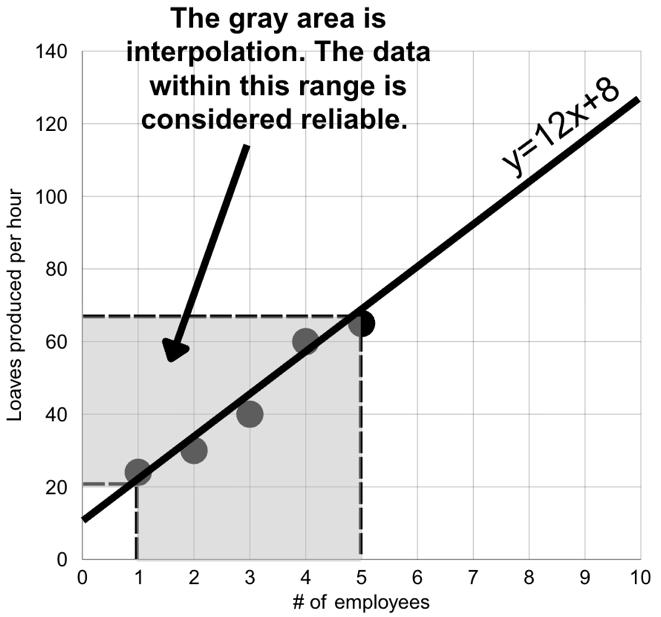 The gray area is
interpolation. The data
within this range is
considered reliable.
y=12x+8
140
120
100
80
60
40
20
0
Loaves produced per hour
0 1 2 3 4 5 6 7 8 9 10
# of employees